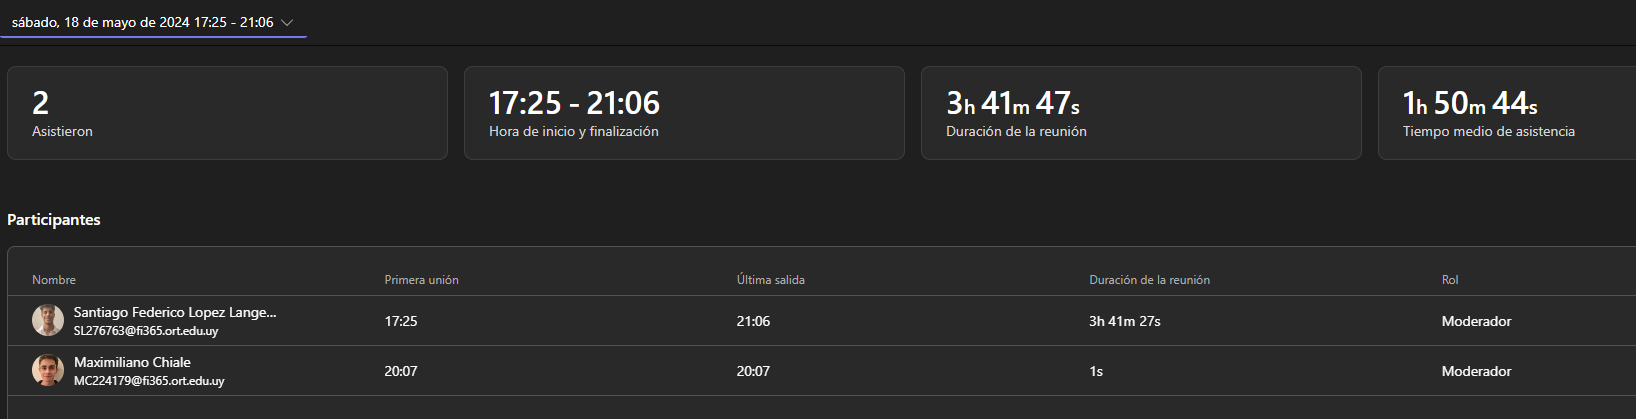 sábado, 18 de mayo de 2024 17:25 - 21:06
2
Asistieron
17:25 - 21:06
Hora de inicio y finalización
3h 41m 47s
Duración de la reunión
1h 50m 44s
Tiempo medio de asistencia
Participantes
Nombre Primera unión Última salida Duración de la reunión Rol
Santiago Federico Lopez Lange...
SL276763@fi365.ort.edu.uy
17:25 21:06 3h 41m 27s Moderador
Maximiliano Chiale
MC224179@fi365.ort.edu.uy
20:07 20:07 1s Moderador